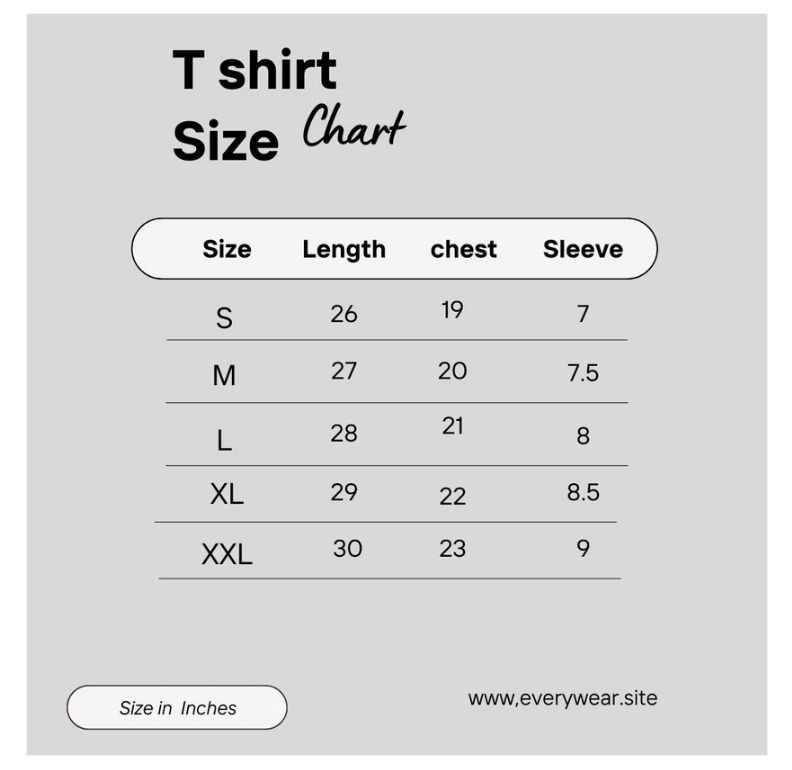 T shirt
Size Chart
Size Length chest Sleeve
S 26 19 7
M 27 20 7.5
L 28 21 8
XL 29 22 8.5
XXL 30 23 9
Size in Inches
www,everywear.site